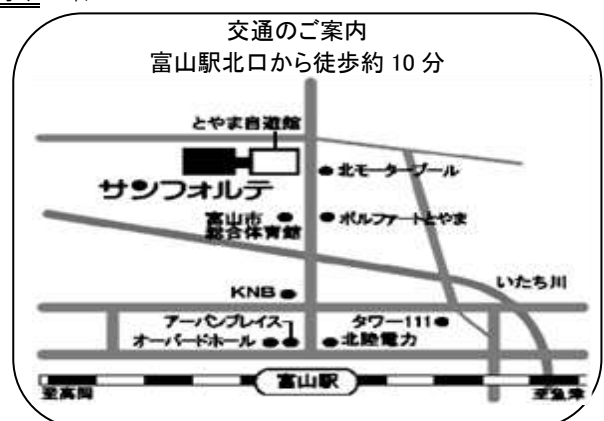 交通のご案内
富山駅北口から徒歩約 10 分
とやま自遊館
北モータープール
サンフォルテ
富山市
総合体育館
ボルファートとやま
いたち川
KNB
アーバンプレイス
タワー111
オーバードホール
北陸電力
富山駅
至高岡
至魚津